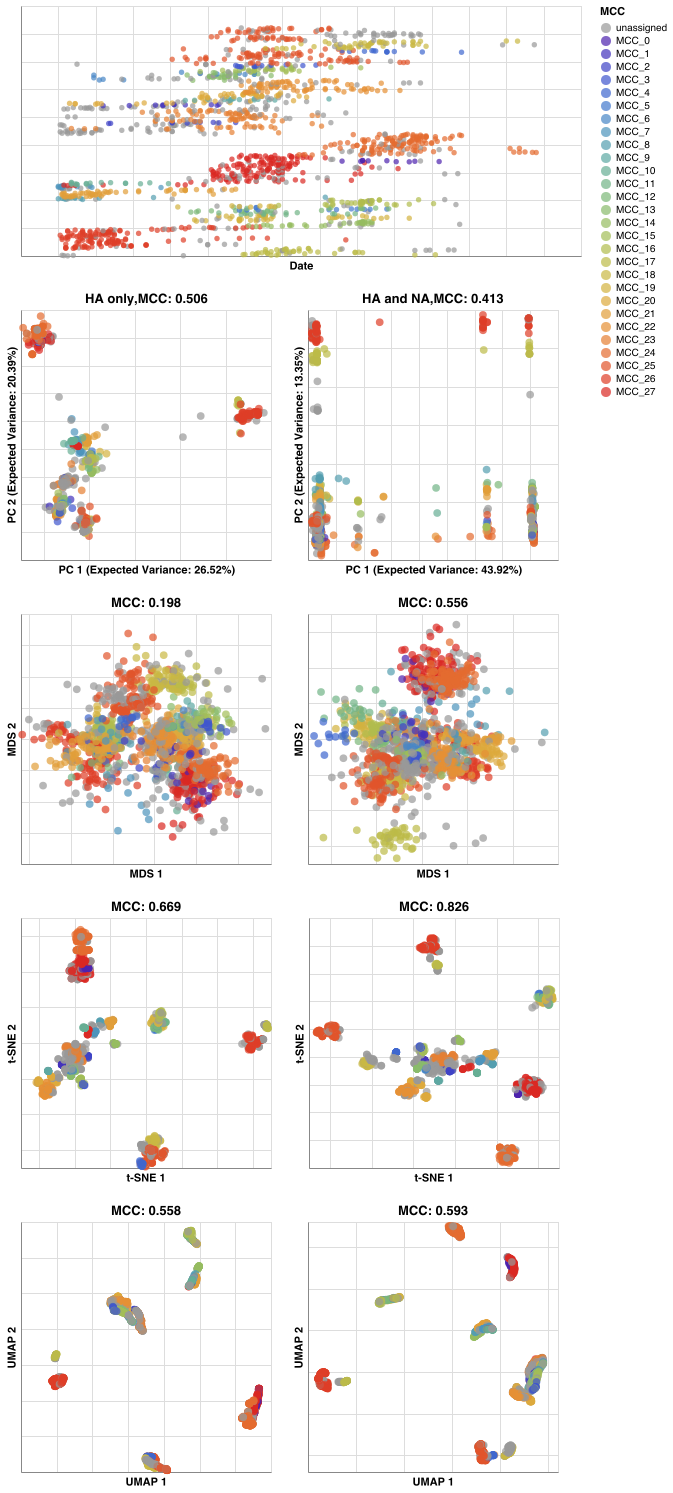 MCC
unassigned
MCC_0
MCC_1
MCC_2
MCC_3
MCC_4
MCC_5
MCC_6
MCC_7
MCC_8
MCC_9
MCC_10
MCC_11
MCC_12
MCC_13
MCC_14
MCC_15
MCC_16
MCC_17
MCC_18
MCC_19
MCC_20
MCC_21
MCC_22
MCC_23
MCC_24
MCC_25
MCC_26
MCC_27
Date
HA only,MCC: 0.506
HA and NA,MCC: 0.413
PC 2 (Expected Variance: 20.39%)
PC 2 (Expected Variance: 13.35%)
PC 1 (Expected Variance: 26.52%)
PC 1 (Expected Variance: 43.92%)
MCC: 0.198
MCC: 0.556
MDS 2
MDS 2
MDS 1
MDS 1
MCC: 0.669
MCC: 0.826
t-SNE 2
t-SNE 2
t-SNE 1
t-SNE 1
MCC: 0.558
MCC: 0.593
UMAP 2
UMAP 2
UMAP 1
UMAP 1